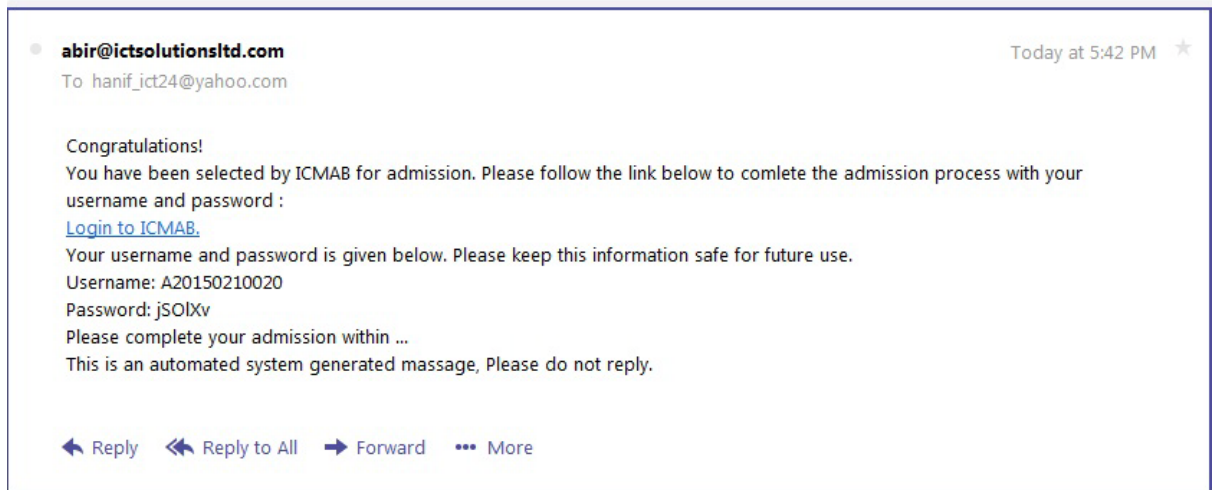 abir@ictsolutionsltd.com
Today at 5:42 PM
To hanif_ict24@yahoo.com
Congratulations!
You have been selected by ICMAB for admission. Please follow the link below to comlete the admission process with your
username and password :
Login to ICMAB.
Your username and password is given below. Please keep this information safe for future use.
Username: A20150210020
Password: jSOlXv
Please complete your admission within ...
This is an automated system generated massage, Please do not reply.
Reply Reply to All Forward More